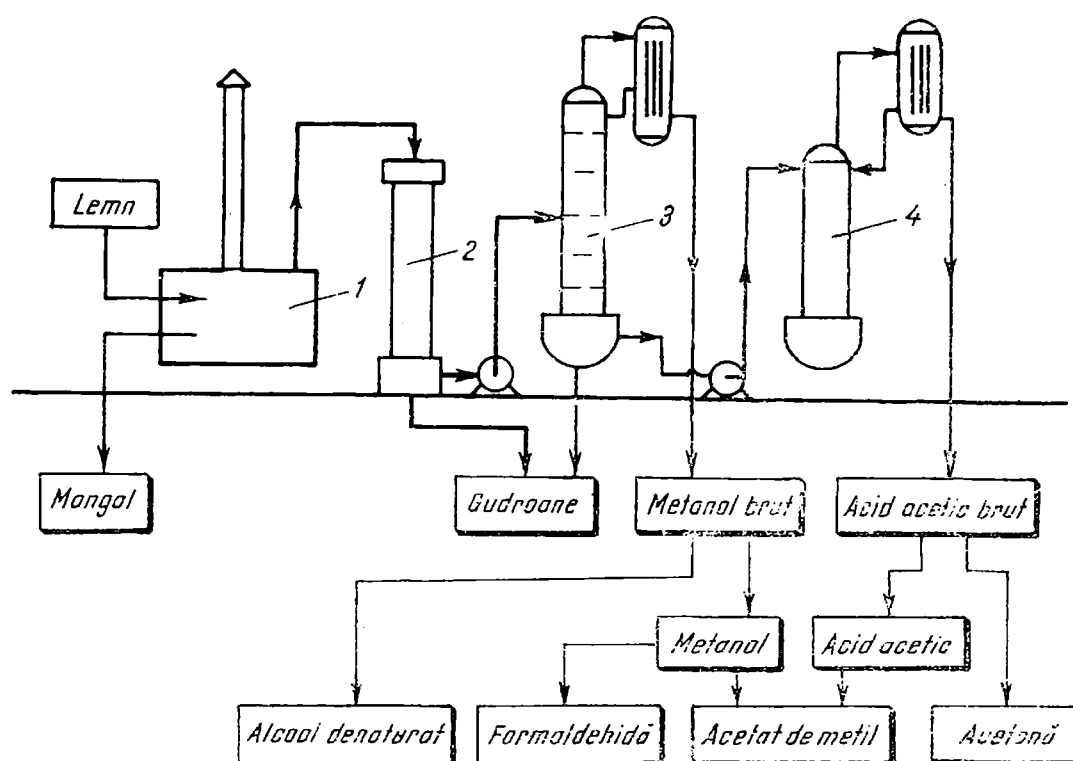 Lemn
1
2
3
4
Mangal
Gudroane
Metanol brut
Acid acetic brut
Metanol
Acid acetic
Alcool denaturat
Formaldehidă
Acetat de metil
Acetonă